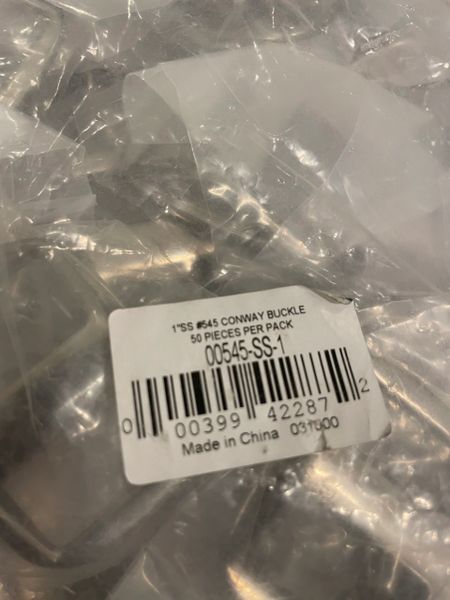 1"SS #545 CONWAY BUCKLE
50 PIECES PER PACK
00545-SS-1
0 00399 42287 2
Made in China 031000